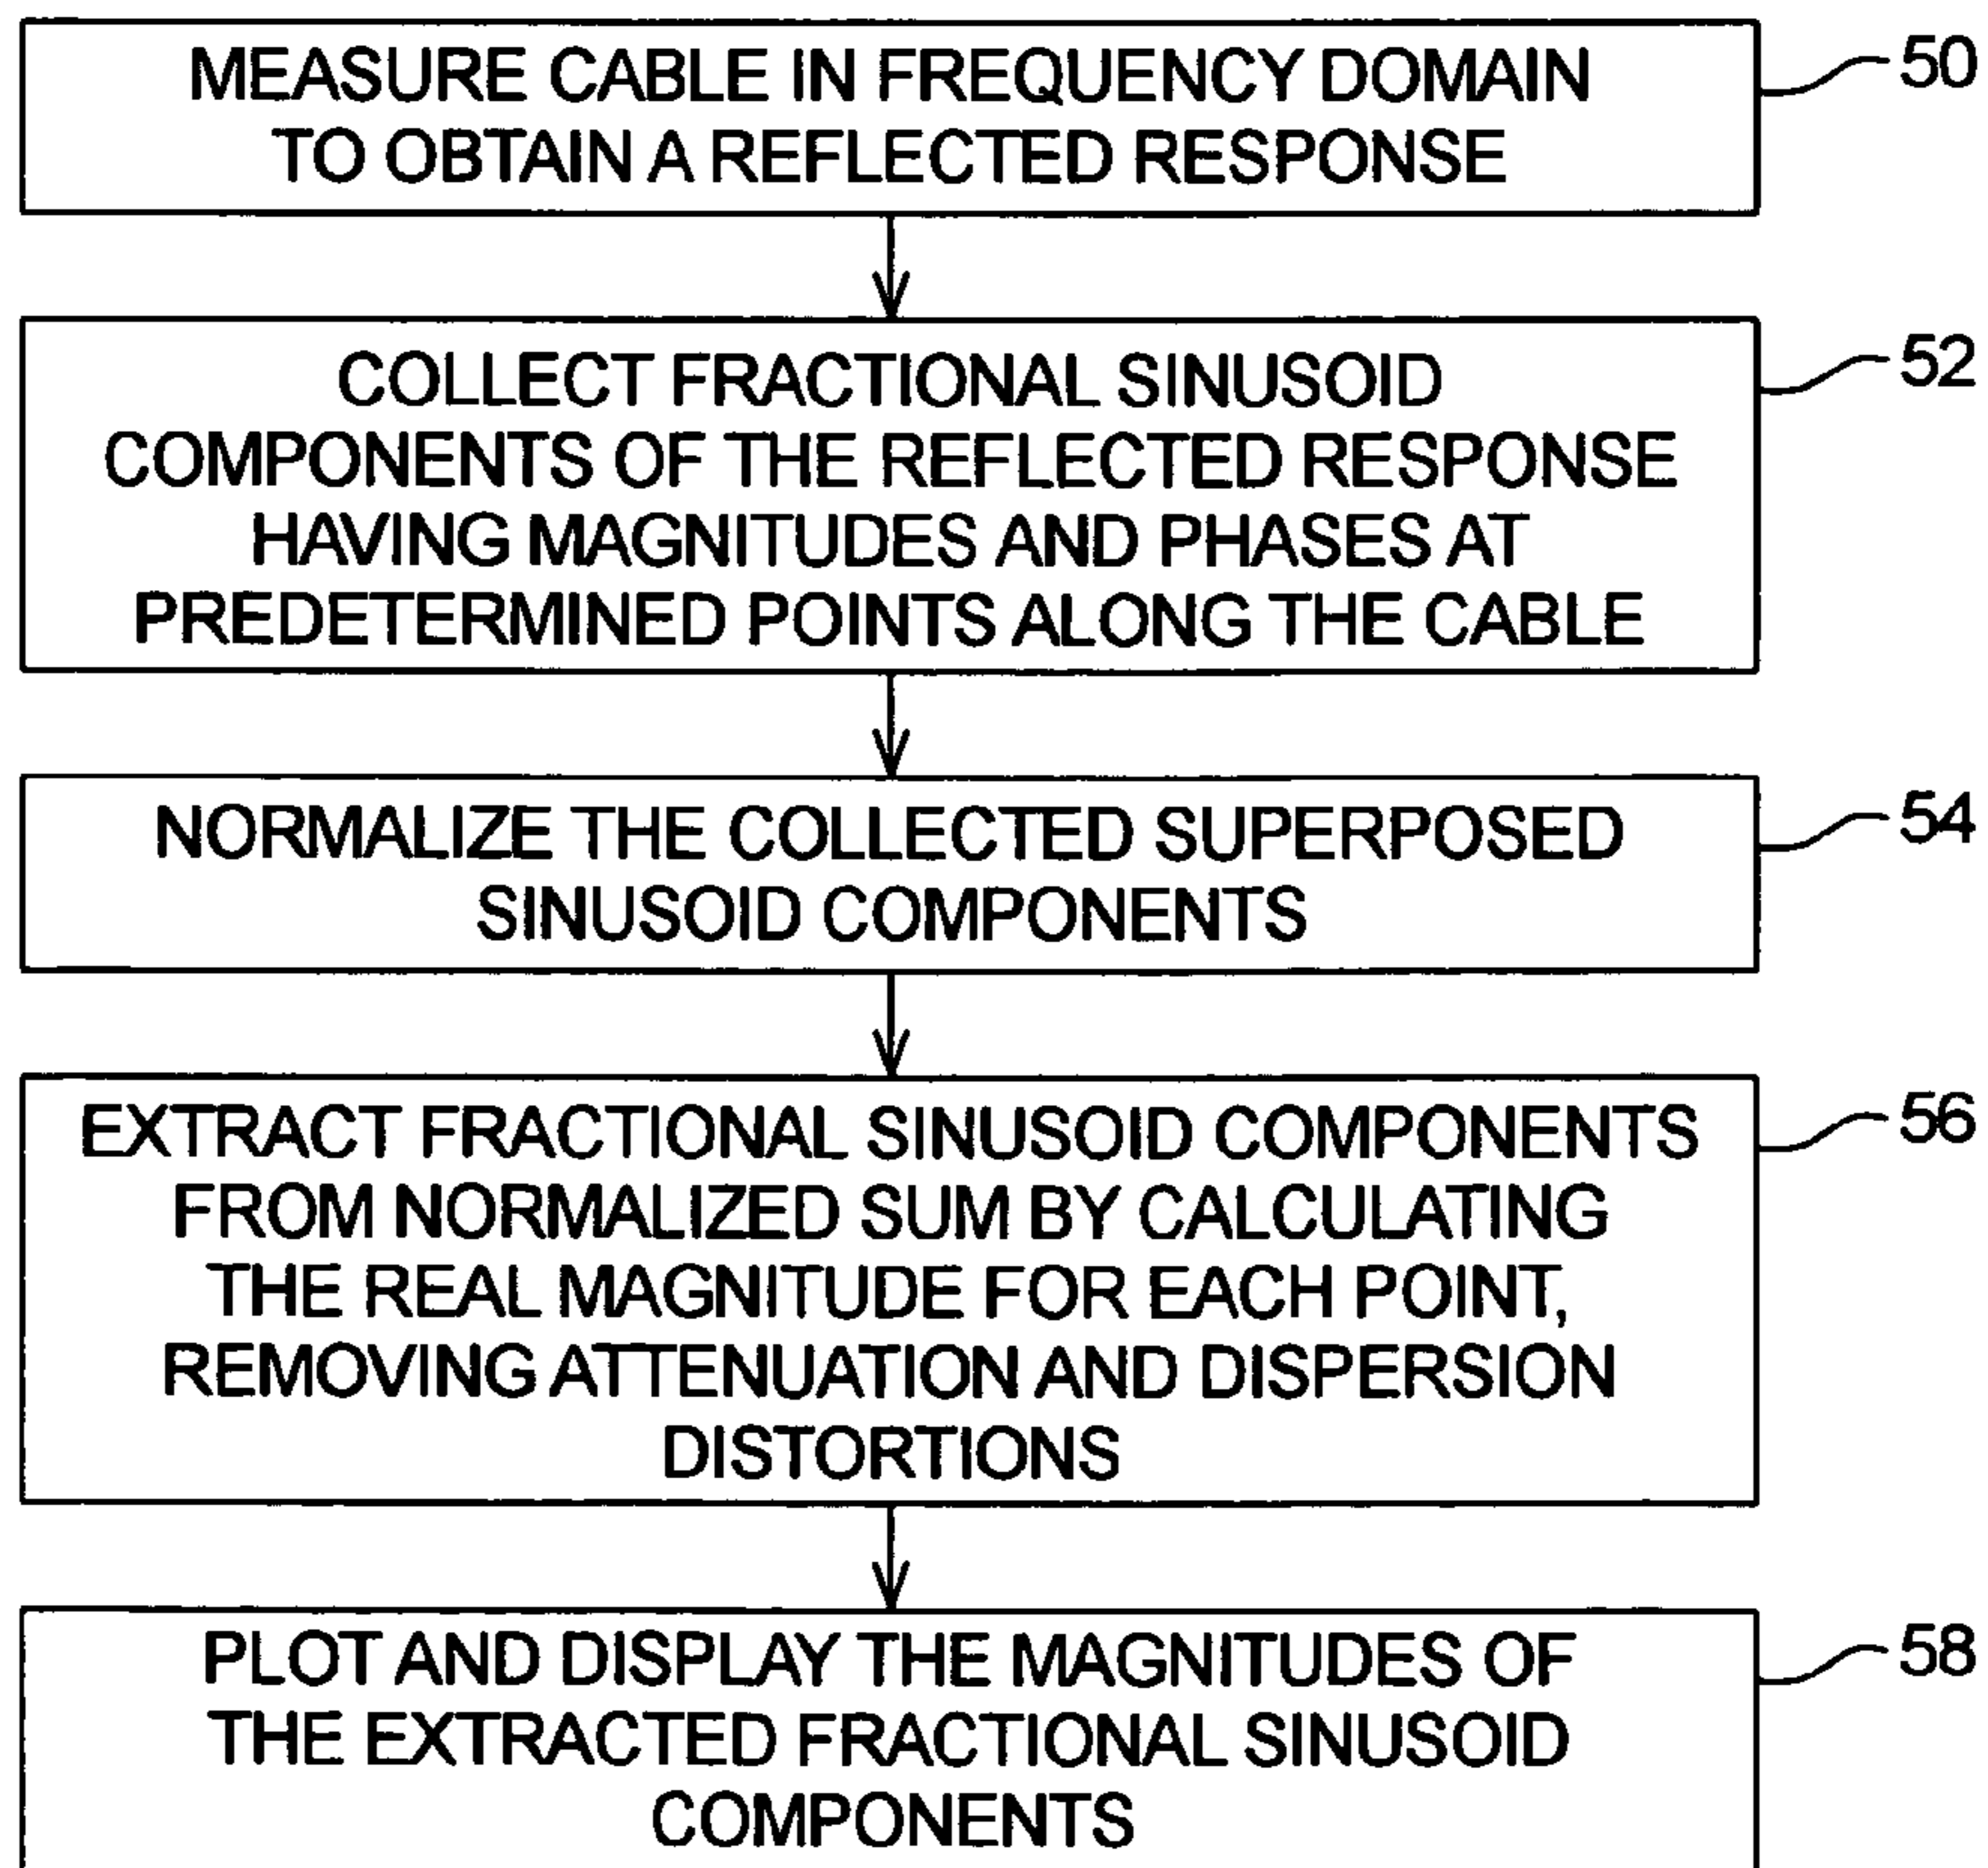 MEASURE CABLE IN FREQUENCY DOMAIN
TO OBTAIN A REFLECTED RESPONSE
50
COLLECT FRACTIONAL SINUSOID
COMPONENTS OF THE REFLECTED RESPONSE
HAVING MAGNITUDES AND PHASES AT
PREDETERMINED POINTS ALONG THE CABLE
52
NORMALIZE THE COLLECTED SUPERPOSED
SINUSOID COMPONENTS
54
EXTRACT FRACTIONAL SINUSOID COMPONENTS
FROM NORMALIZED SUM BY CALCULATING
THE REAL MAGNITUDE FOR EACH POINT,
REMOVING ATTENUATION AND DISPERSION
DISTORTIONS
56
PLOT AND DISPLAY THE MAGNITUDES OF
THE EXTRACTED FRACTIONAL SINUSOID
COMPONENTS
58